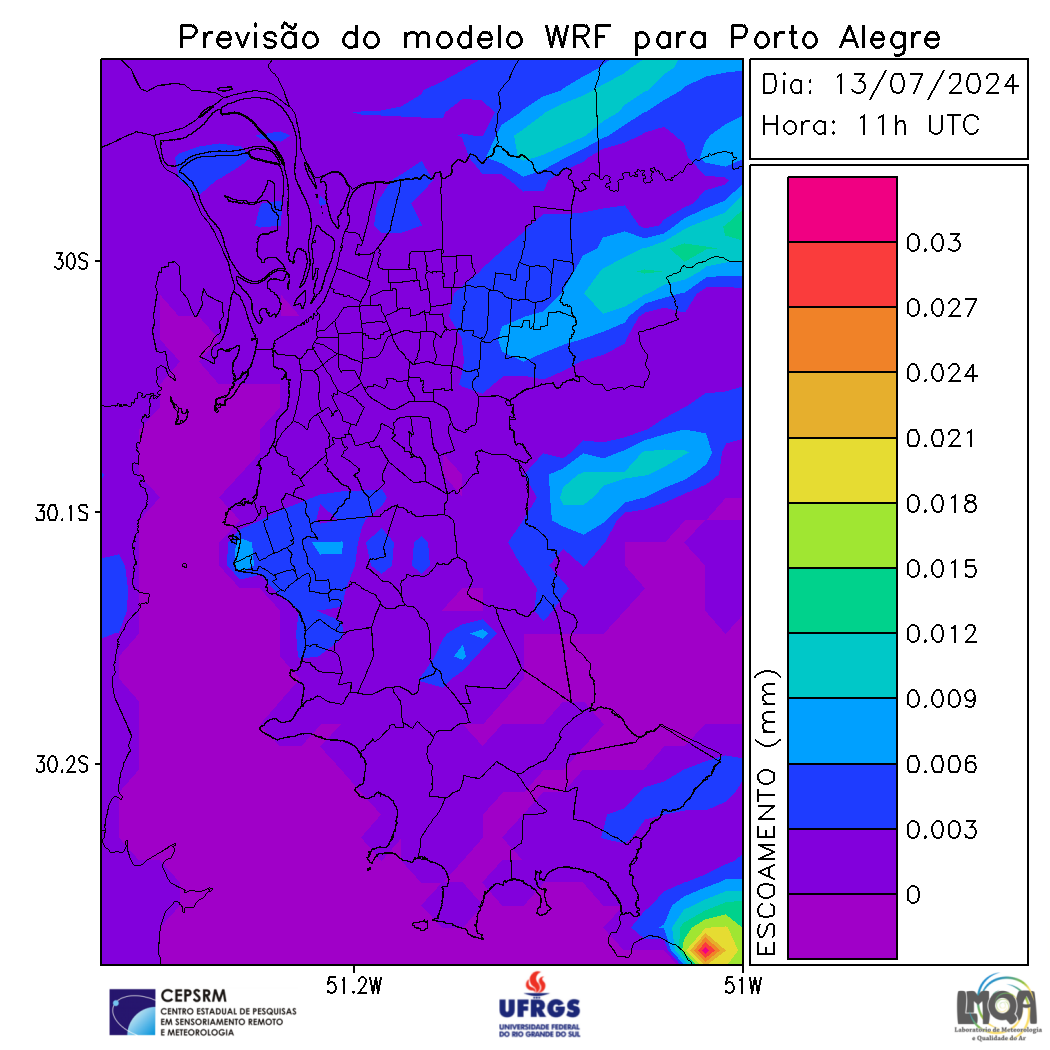 Previsão do modelo WRF para Porto Alegre
Dia: 13/07/2024
Hora: 11h UTC
30S
30.1S
30.2S
51.2W
51W
ESCOAMENTO (mm)
0.03
0.027
0.024
0.021
0.018
0.015
0.012
0.009
0.006
0.003
0
CEPSRM
CENTRO ESTADUAL DE PESQUISAS
EM SENSORIAMENTO REMOTO
E METEOROLOGIA
UFRGS
UNIVERSIDADE FEDERAL
DO RIO GRANDE DO SUL
LMQA
Laboratório de Meteorologia
e Qualidade do Ar